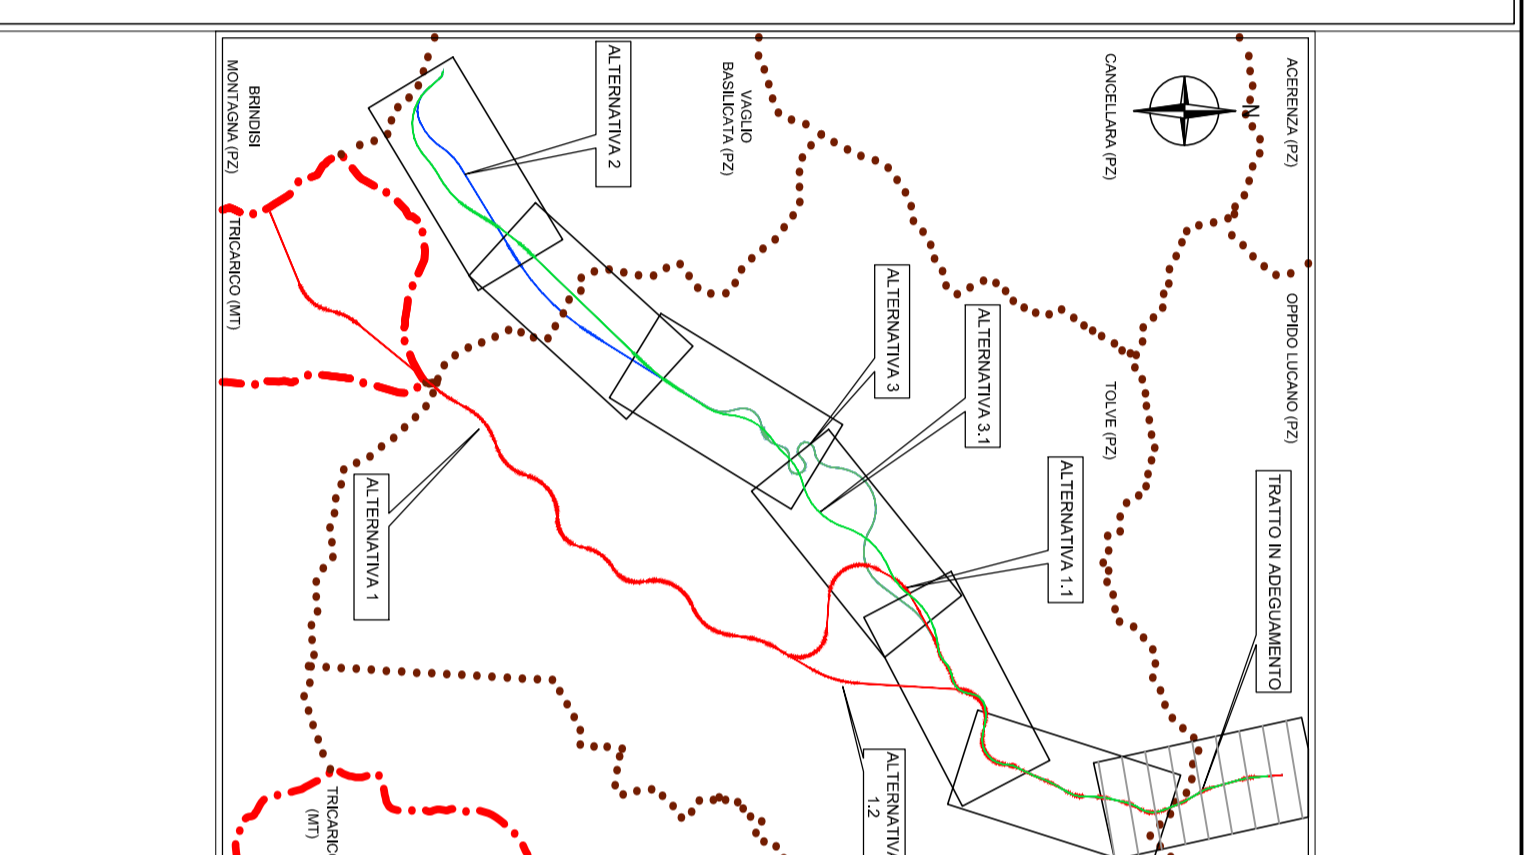 ACERENZA (PZ)
OPPIDO LUCANO (PZ)
TRATTO IN ADEGUAMENTO
N
CANCELLARA (PZ)
TOLVE (PZ)
ALTERNATIVA 1.1
ALTERNATIVA 3.1
ALTERNATIVA 3
ALTERNATIVA
1.2
VAGLIO
BASILICATA (PZ)
ALTERNATIVA 2
ALTERNATIVA 1
BRINDISI
MONTAGNA (PZ)
TRICARICO (MT)
TRICARICO
(MT)